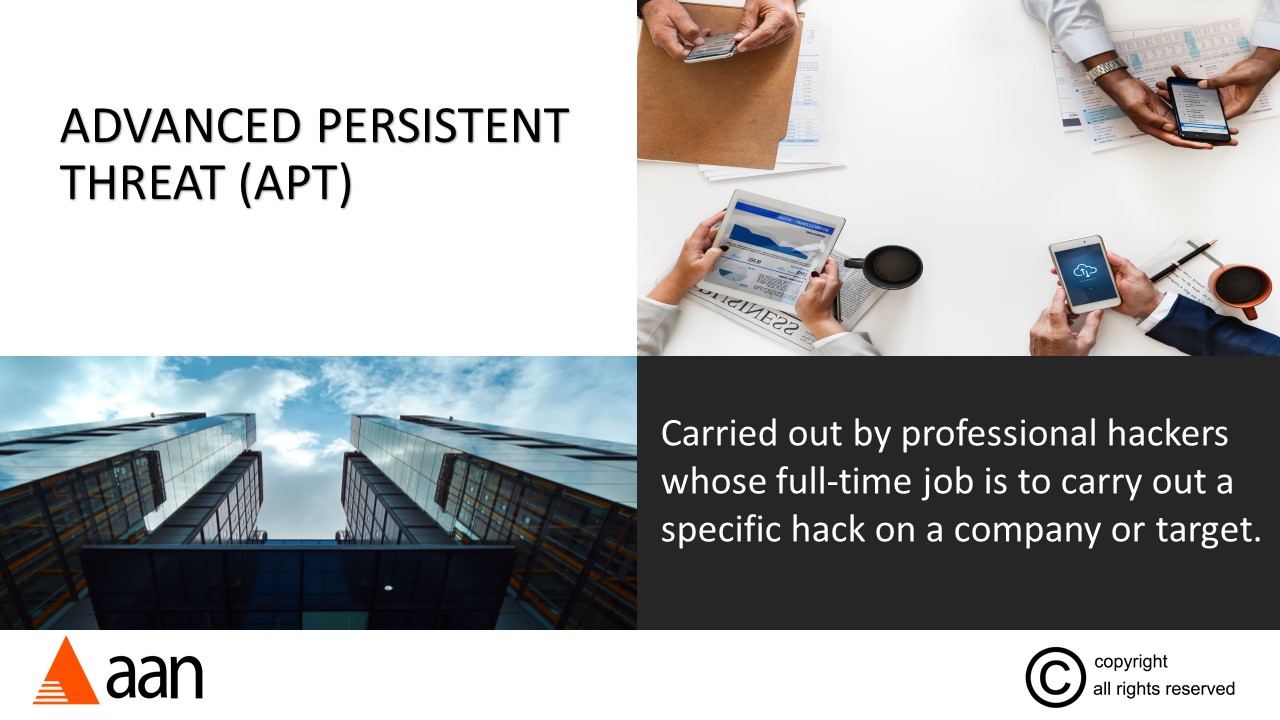 ADVANCED PERSISTENT
THREAT (APT)
BUSINESS
Carried out by professional hackers
whose full-time job is to carry out a
specific hack on a company or target.
aan
copyright
all rights reserved